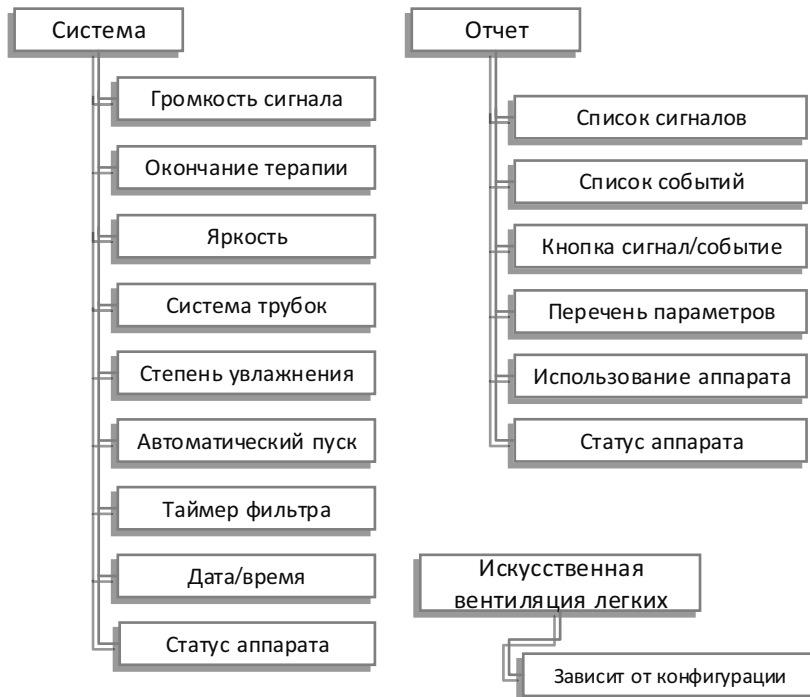 Система
Громкость сигнала
Окончание терапии
Яркость
Система трубок
Степень увлажнения
Автоматический пуск
Таймер фильтра
Дата/время
Статус аппарата
Отчет
Список сигналов
Список событий
Кнопка сигнал/событие
Перечень параметров
Использование аппарата
Статус аппарата
Искусственная
вентиляция легких
Зависит от конфигурации